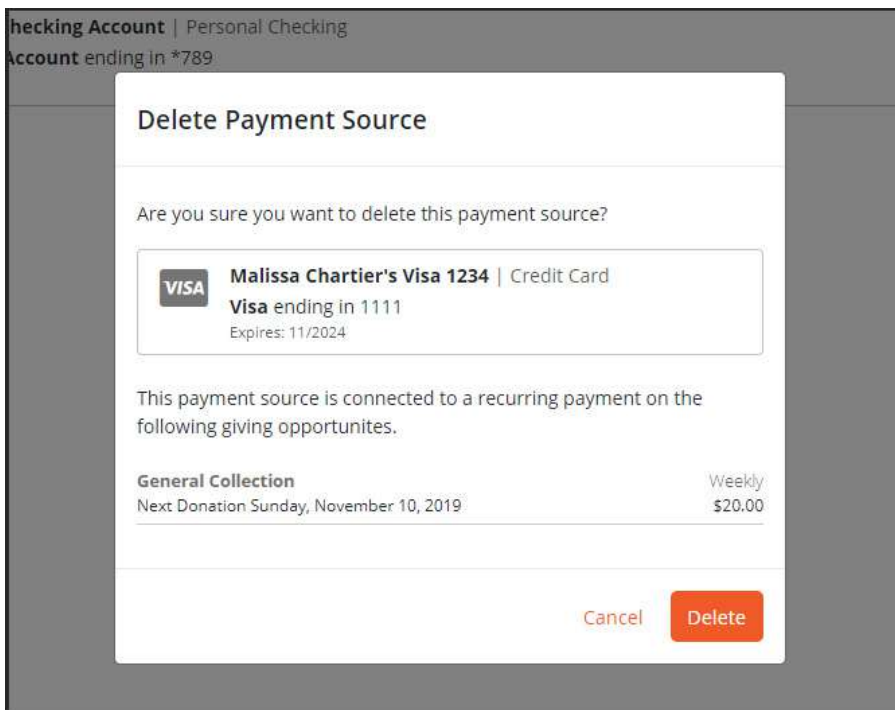 hecking Account | Personal Checking
Account ending in *789
Delete Payment Source
Are you sure you want to delete this payment source?
VISA
Malissa Chartier's Visa 1234 | Credit Card
Visa ending in 1111
Expires: 11/2024
This payment source is connected to a recurring payment on the
following giving opportunites.
General Collection Weekly
Next Donation Sunday, November 10, 2019 $20.00
Cancel Delete